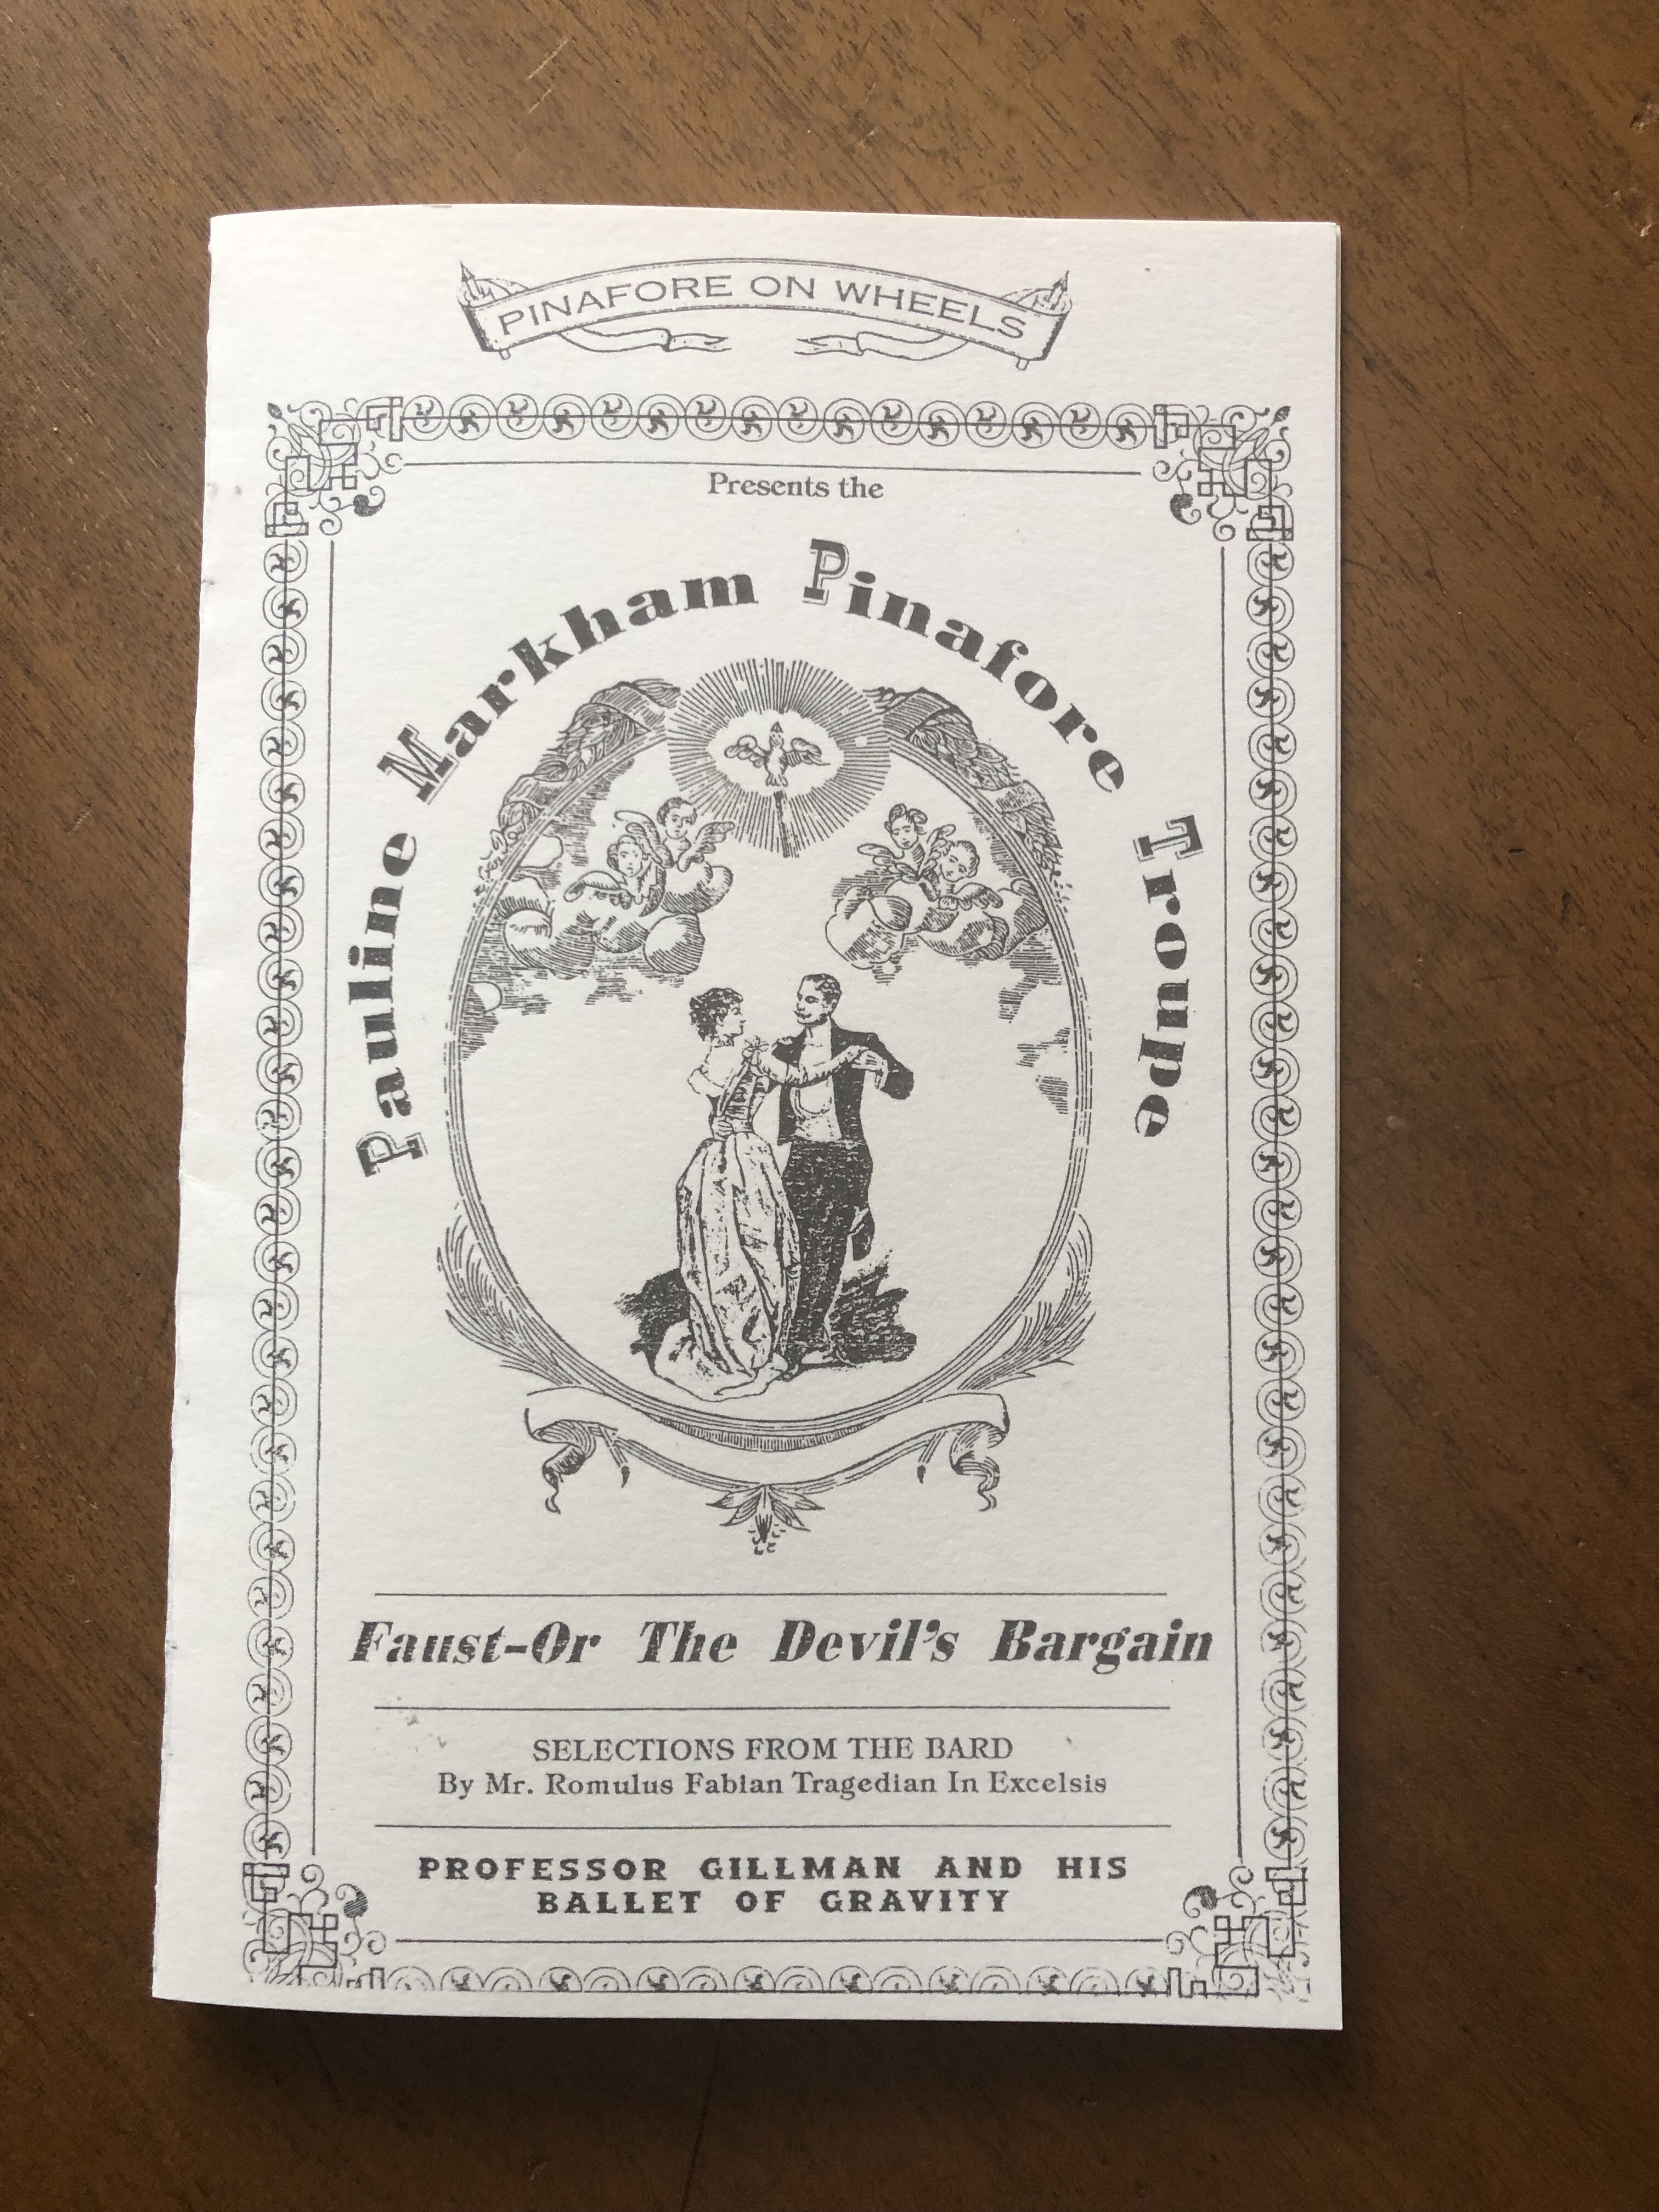 PINAFORE ON WHEELS
Presents the
Pauline Markham Pinafore Troupe
Faust-Or The Devil's Bargain
SELECTIONS FROM THE BARD
By Mr. Romulus Fabian Tragedian In Excelsis
PROFESSOR GILLMAN AND HIS
BALLET OF GRAVITY